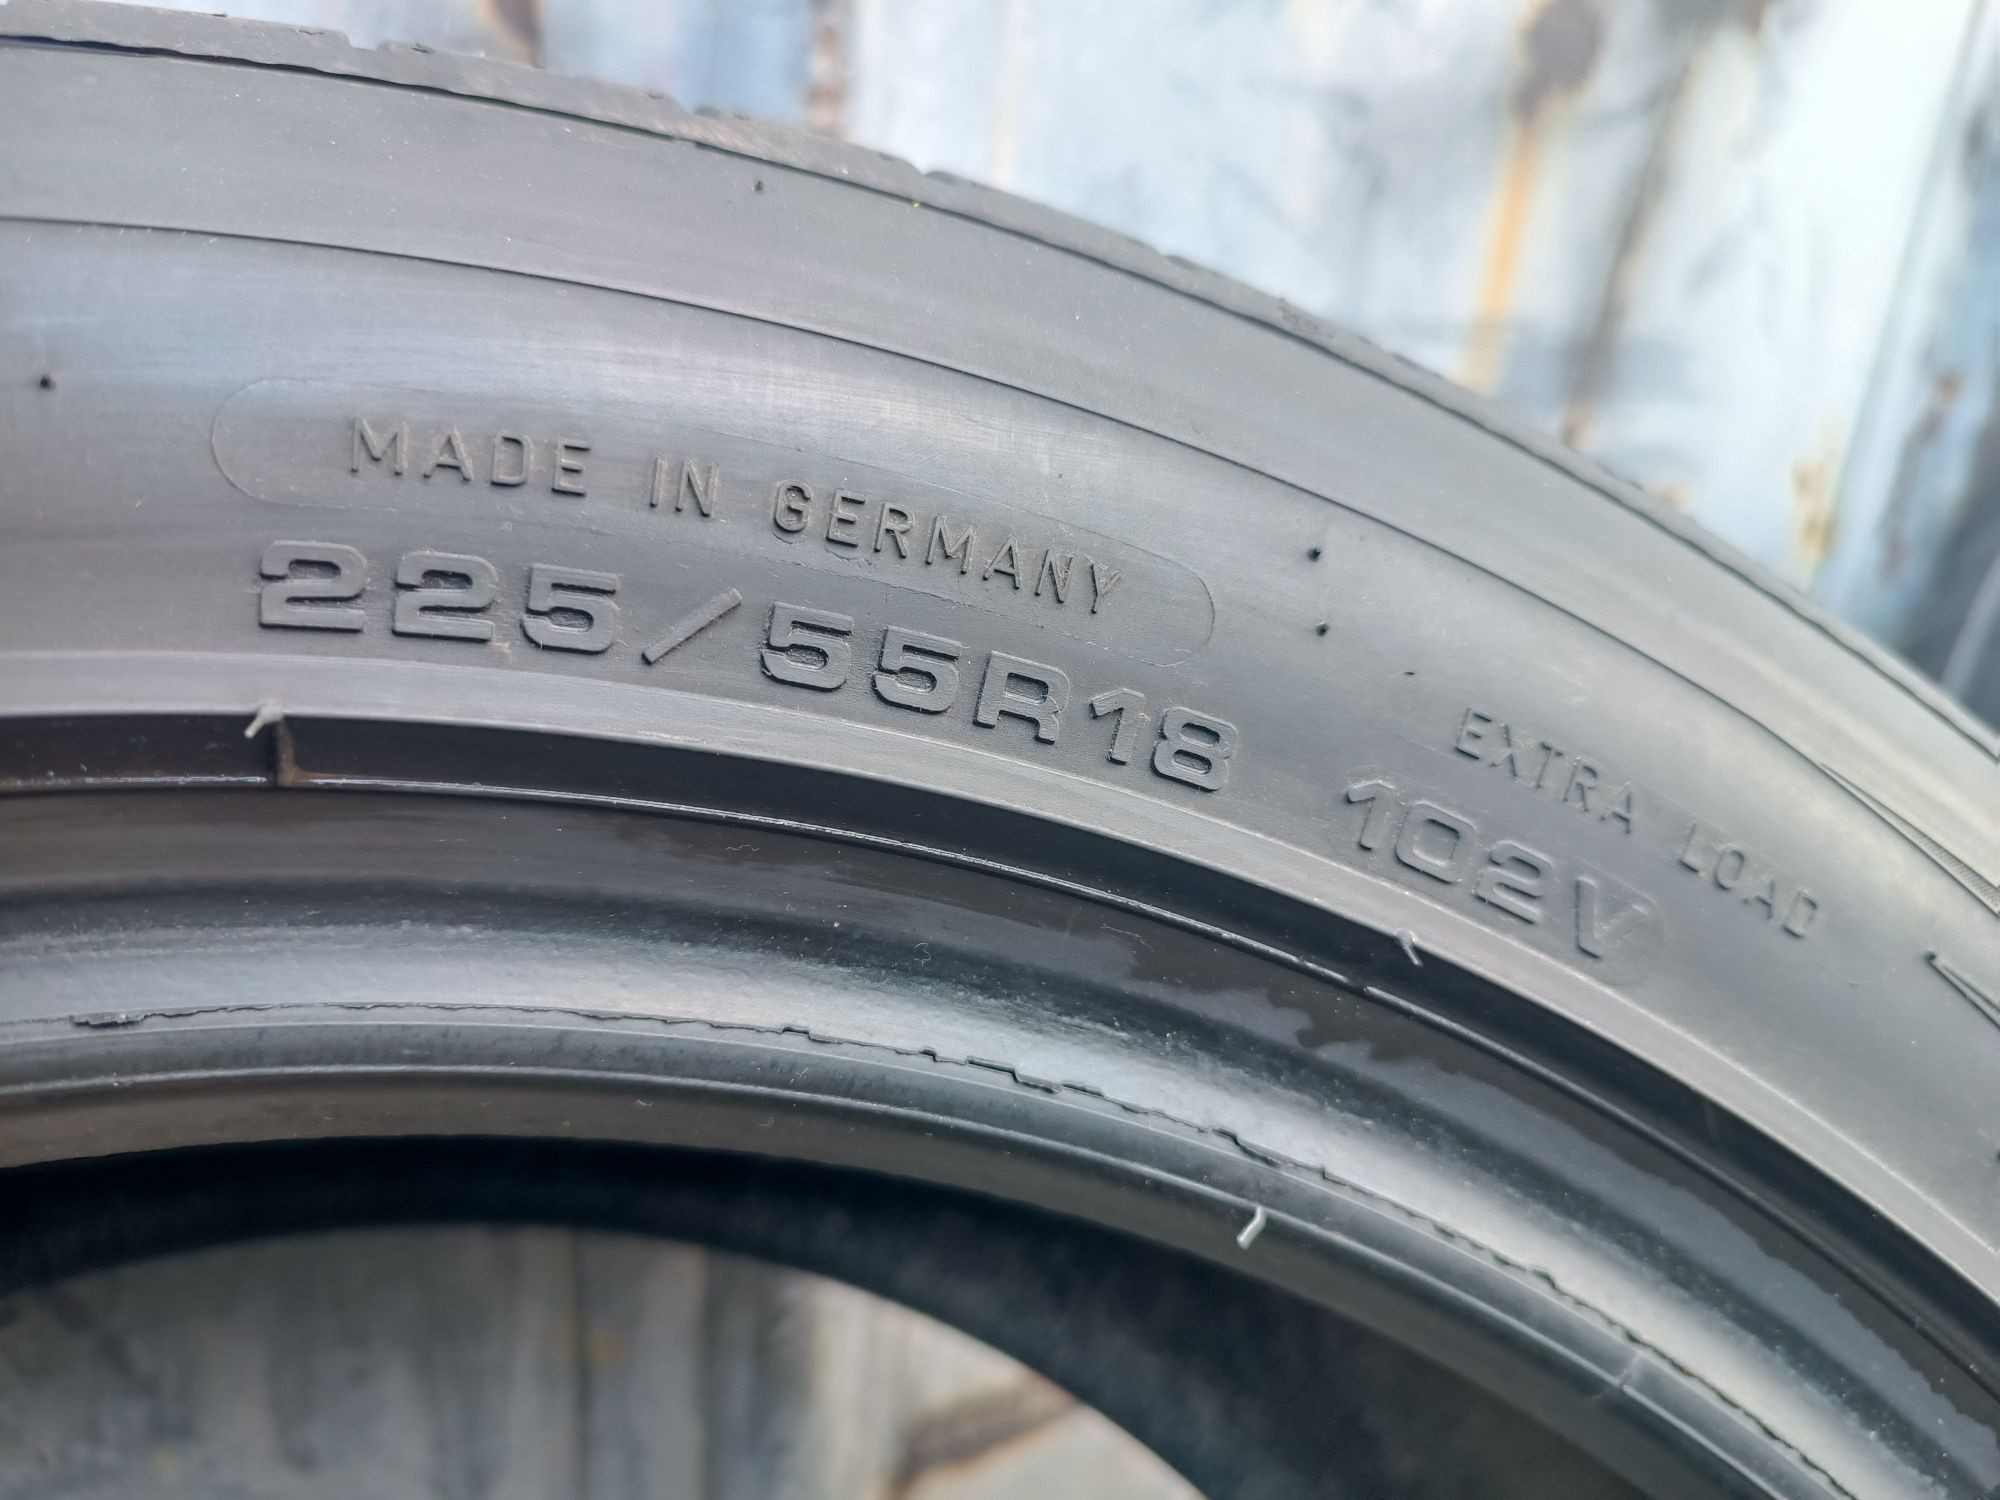 MADE IN GERMANY
225/55R18 102V
EXTRA LOAD